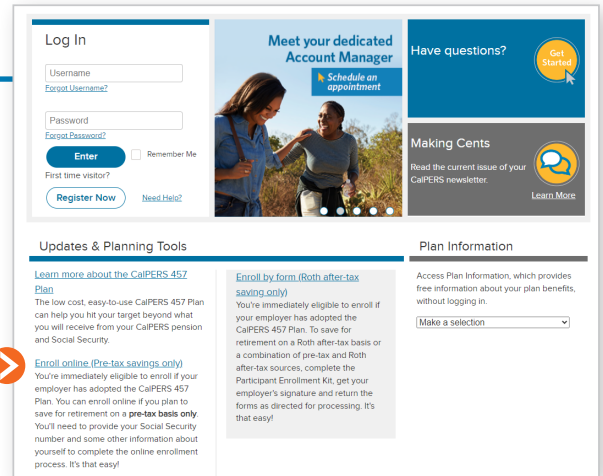 Log In
Username
Forgot Username?
Password
Forgot Password?
Enter
Remember Me
First time visitor?
Register Now
Need Help?
Meet your dedicated
Account Manager
Schedule an
appointment
Have questions?
Get
Started
Making Cents
Read the current issue of your
CalPERS newsletter.
Learn More
Updates & Planning Tools
Learn more about the CalPERS 457
Plan
The low cost, easy-to-use CalPERS 457 Plan
can help you hit your target beyond what
you will receive from your CalPERS pension
and Social Security.
Enroll online (Pre-tax savings only)
You're immediately eligible to enroll if your
employer has adopted the CalPERS 457
Plan. You can enroll online if you plan to
save for retirement on a pre-tax basis only.
You'll need to provide your Social Security
number and some other information about
yourself to complete the online enrollment
process. It's that easy!
Enroll by form (Roth after-tax
saving only)
You're immediately eligible to enroll if
your employer has adopted the
CalPERS 457 Plan. To save for
retirement on a Roth after-tax basis or
a combination of pre-tax and Roth
after-tax sources, complete the
Participant Enrollment Kit, get your
employer's signature and return the
forms as directed for processing. It's
that easy!
Plan Information
Access Plan Information, which provides
free information about your plan benefits,
without logging in.
Make a selection